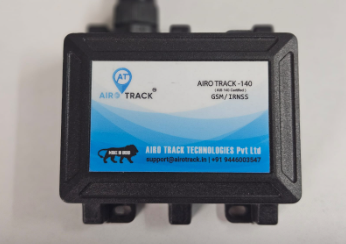 AT
AIRO TRACK®
AIRO TRACK -140
( AIS 140 Certified )
GSM/IRNSS
MAKE IN INDIA
AIRO TRACK TECHNOLOGIES Pvt Ltd
support@airotrack.in | +91 9446003547